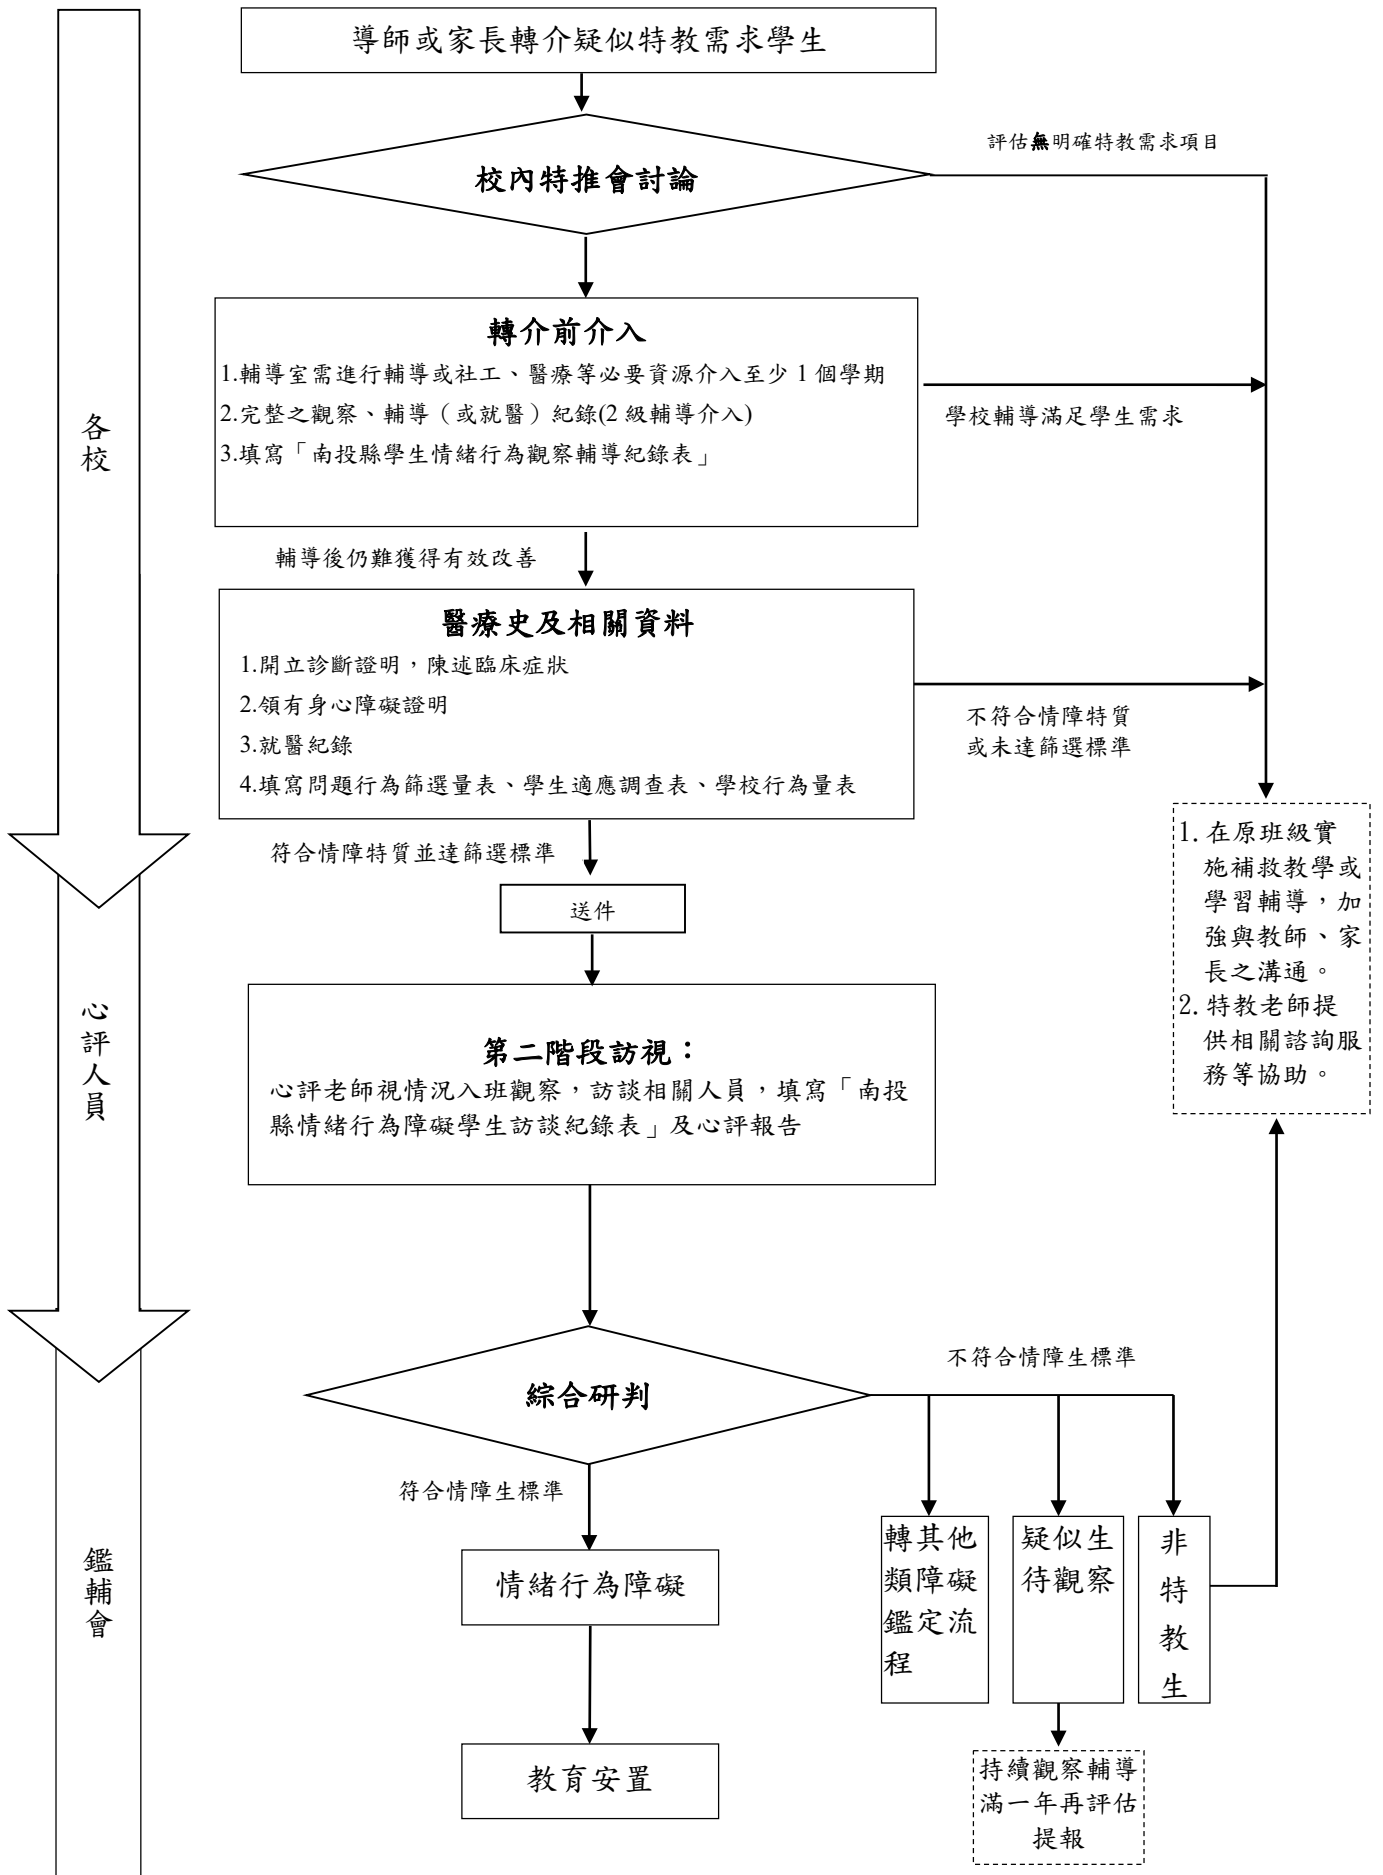 導師或家長轉介疑似特教需求學生
評估無明確特教需求項目
校內特推會討論
轉介前介入
1.輔導室需進行輔導或社工、醫療等必要資源介入至少 1 個學期
2.完整之觀察、輔導（或就醫）紀錄(2 級輔導介入)
3.填寫「南投縣學生情緒行為觀察輔導紀錄表」
學校輔導滿足學生需求
各校
輔導後仍難獲得有效改善
醫療史及相關資料
1.開立診斷證明，陳述臨床症狀
2.領有身心障礙證明
3.就醫紀錄
4.填寫問題行為篩選量表、學生適應調查表、學校行為量表
不符合情障特質
或未達篩選標準
符合情障特質並達篩選標準
送件
1. 在原班級實
施補救教學或
學習輔導，加
強與教師、家
長之溝通。
2. 特教老師提
供相關諮詢服
務等協助。
心評人員
第二階段訪視：
心評老師視情況入班觀察，訪談相關人員，填寫「南投
縣情緒行為障礙學生訪談紀錄表」及心評報告
不符合情障生標準
綜合研判
符合情障生標準
鑑輔會
情緒行為障礙
轉其他
類障礙
鑑定流
程
疑似生
待觀察
非特教生
教育安置
持續觀察輔導
滿一年再評估
提報